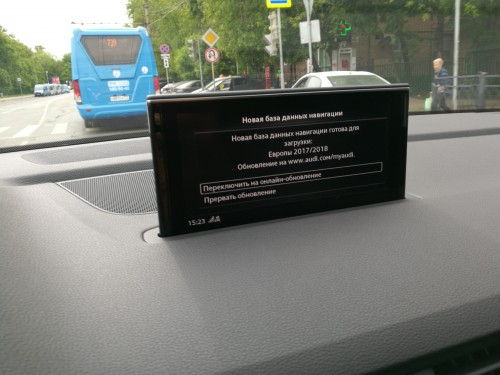 Новая база данных навигации
Новая база данных навигации готова для
загрузки:
Европы 2017/2018
Обновление на www.audi.com/myaudi.
Переключить на онлайн-обновление
Прервать обновление
15:23